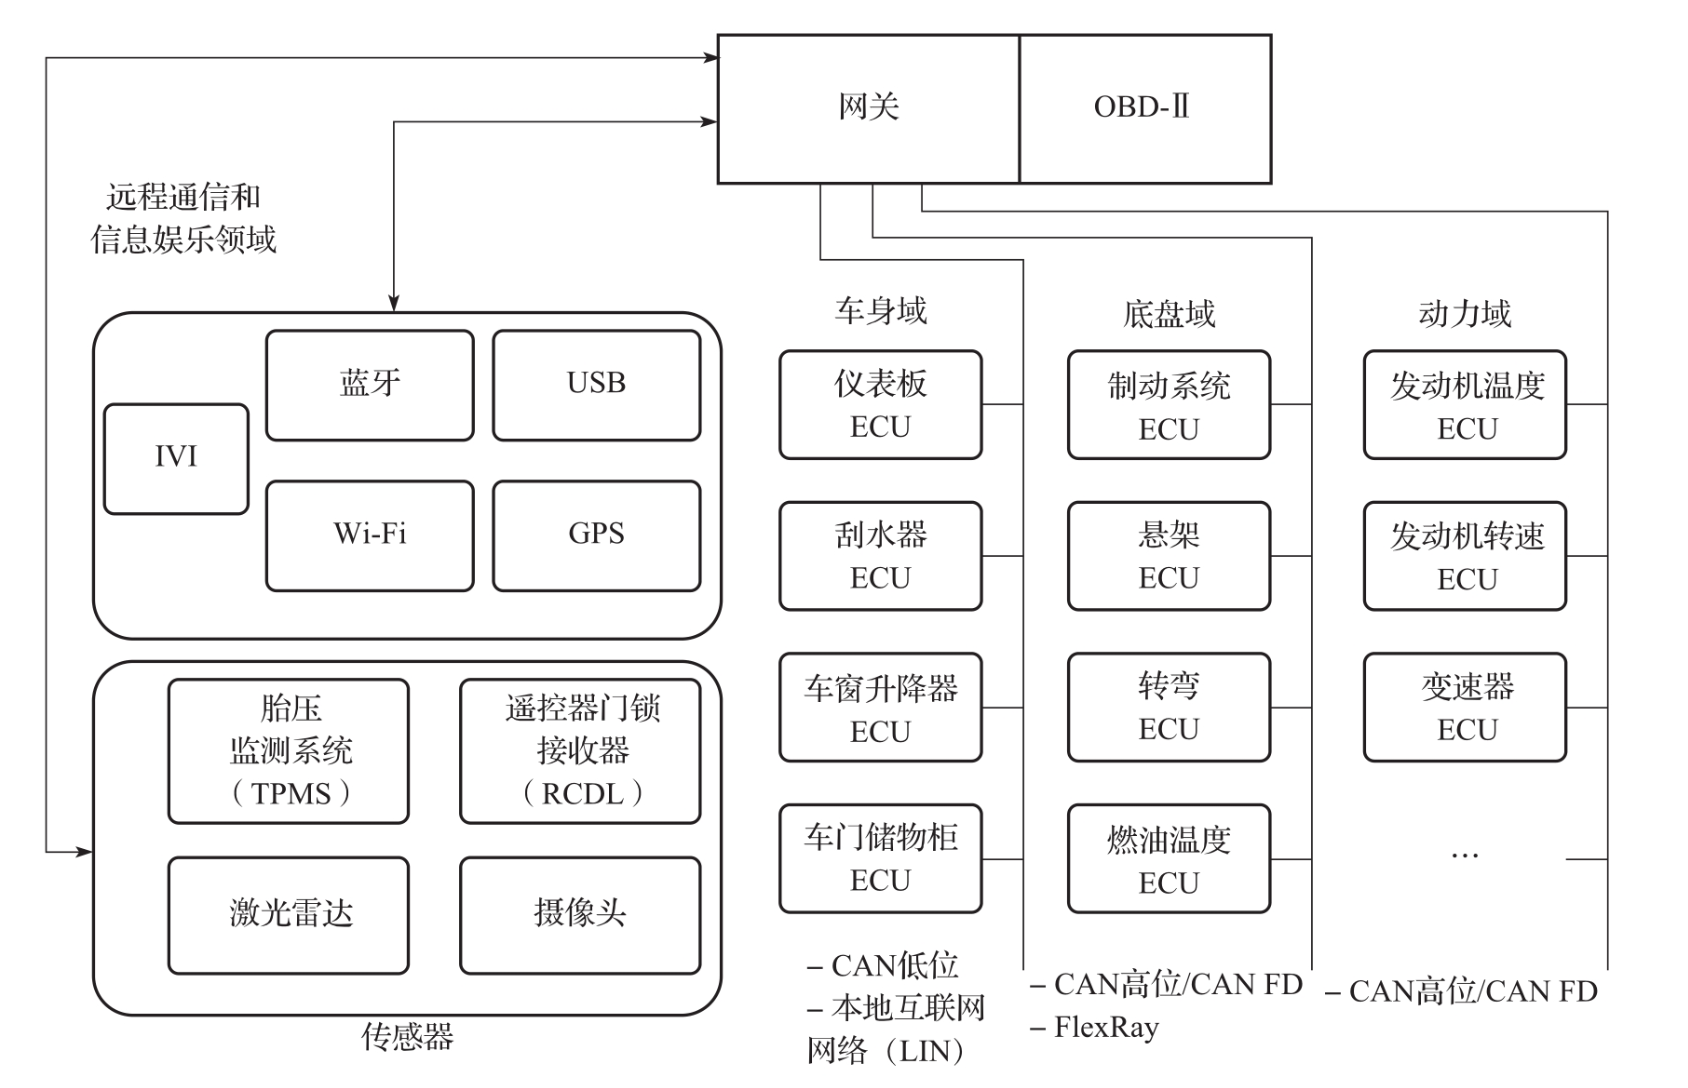 网关
OBD-Ⅱ
远程通信和
信息娱乐领域
IVI
蓝牙
USB
Wi-Fi
GPS
胎压
监测系统
（TPMS）
遥控器门锁
接收器
（RCDL）
激光雷达
摄像头
传感器
车身域
仪表板
ECU
刮水器
ECU
车窗升降器
ECU
车门储物柜
ECU
– CAN低位
– 本地互联网
网络（LIN）
底盘域
制动系统
ECU
悬架
ECU
转弯
ECU
燃油温度
ECU
– CAN高位/CAN FD
– FlexRay
动力域
发动机温度
ECU
发动机转速
ECU
变速器
ECU
…
– CAN高位/CAN FD